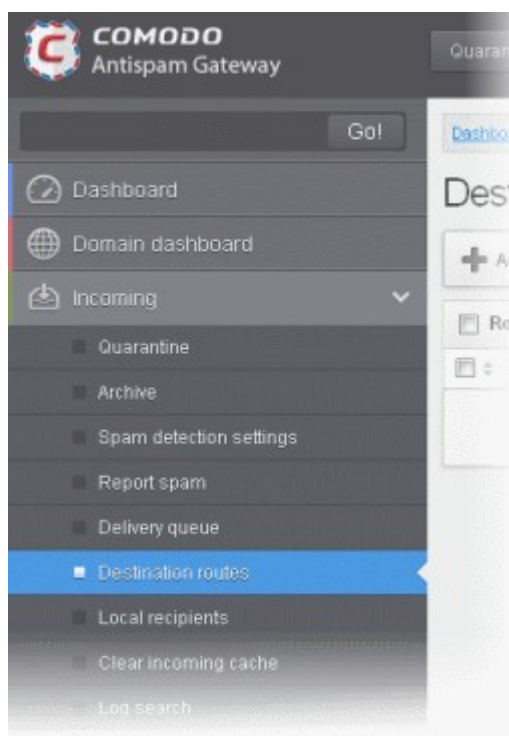 COMODO
Antispam Gateway
Go!
Dashboard
Domain dashboard
Incoming
Quarantine
Archive
Spam detection settings
Report spam
Delivery queue
Destination routes
Local recipients
Clear incoming cache
Log search